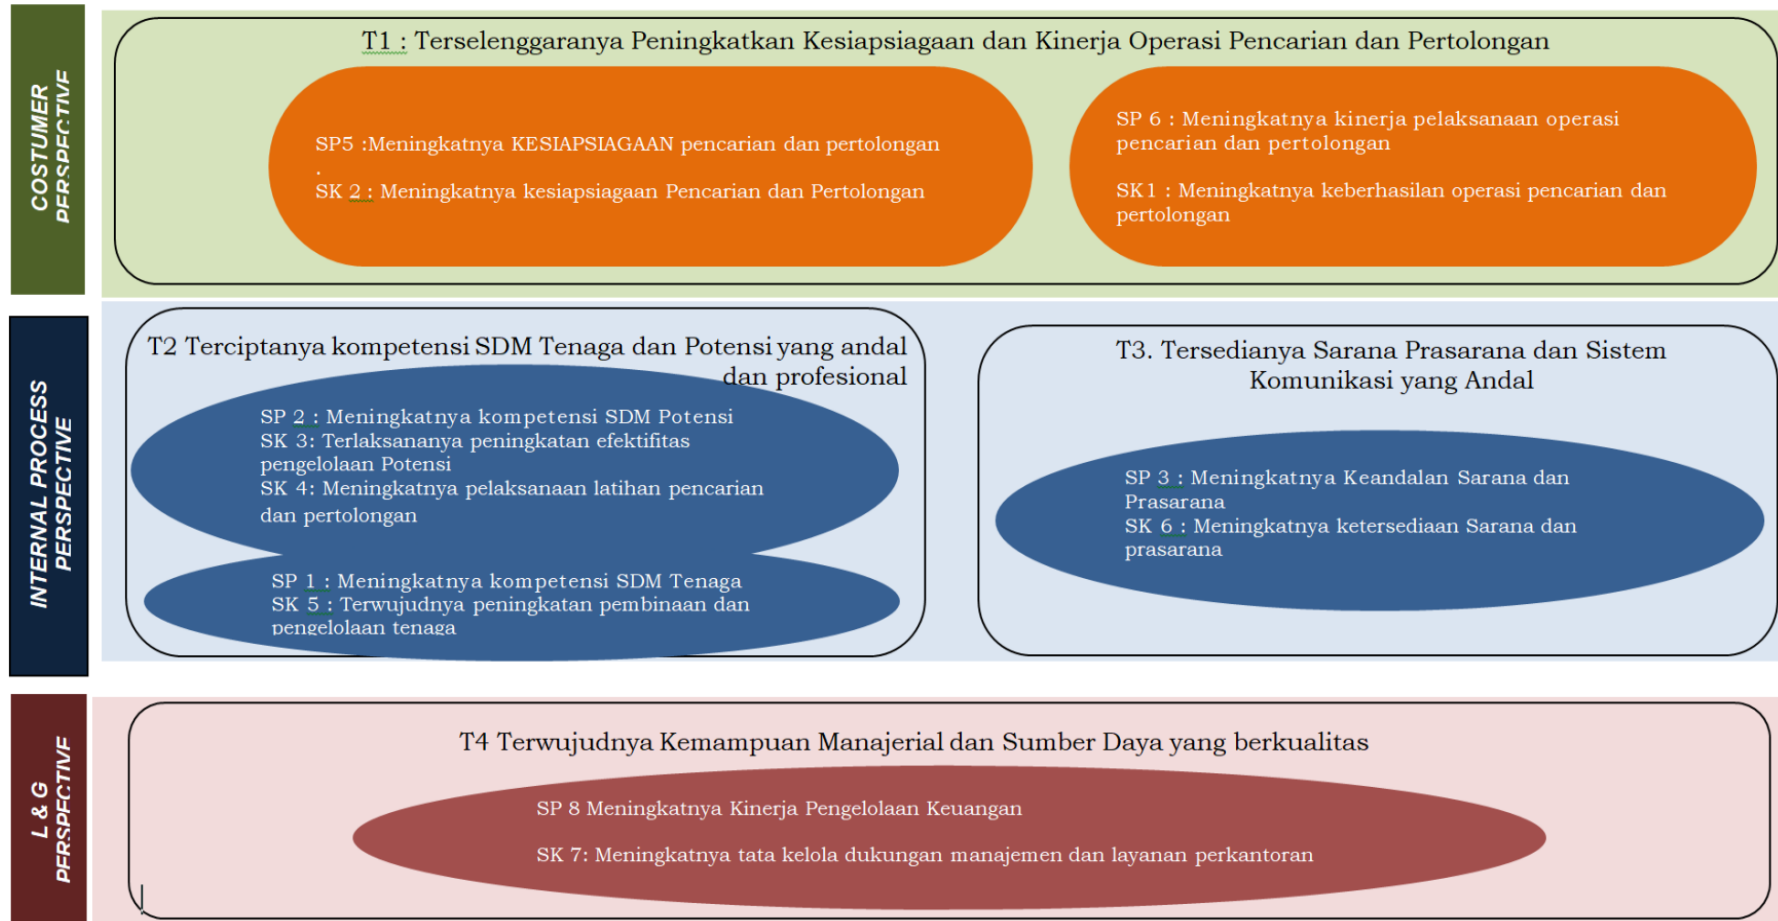 COSTUMER
PERSPECTIVE
T1 : Terselenggaranya Peningkatkan Kesiapsiagaan dan Kinerja Operasi Pencarian dan Pertolongan
SP5 :Meningkatnya KESIAPSIAGAAN pencarian dan pertolongan
.
SK 2 : Meningkatnya kesiapsiagaan Pencarian dan Pertolongan
SP 6 : Meningkatnya kinerja pelaksanaan operasi
pencarian dan pertolongan
SK1 : Meningkatnya keberhasilan operasi pencarian dan
pertolongan
INTERNAL PROCESS
PERSPECTIVE
T2 Terciptanya kompetensi SDM Tenaga dan Potensi yang andal
dan profesional
SP 2 : Meningkatnya kompetensi SDM Potensi
SK 3: Terlaksananya peningkatan efektifitas
pengelolaan Potensi
SK 4: Meningkatnya pelaksanaan latihan pencarian
dan pertolongan
SP 1 : Meningkatnya kompetensi SDM Tenaga
SK 5 : Terwujudnya peningkatan pembinaan dan
pengelolaan tenaga
T3. Tersedianya Sarana Prasarana dan Sistem
Komunikasi yang Andal
SP 3 : Meningkatnya Keandalan Sarana dan
Prasarana
SK 6 : Meningkatnya ketersediaan Sarana dan
prasarana
L & G
PERSPECTIVE
T4 Terwujudnya Kemampuan Manajerial dan Sumber Daya yang berkualitas
SP 8 Meningkatnya Kinerja Pengelolaan Keuangan
SK 7: Meningkatnya tata kelola dukungan manajemen dan layanan perkantoran